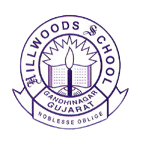 HILLWOODS SCHOOL
GANDHINAGAR
GUJARAT
NOBLESSE OBLIGE